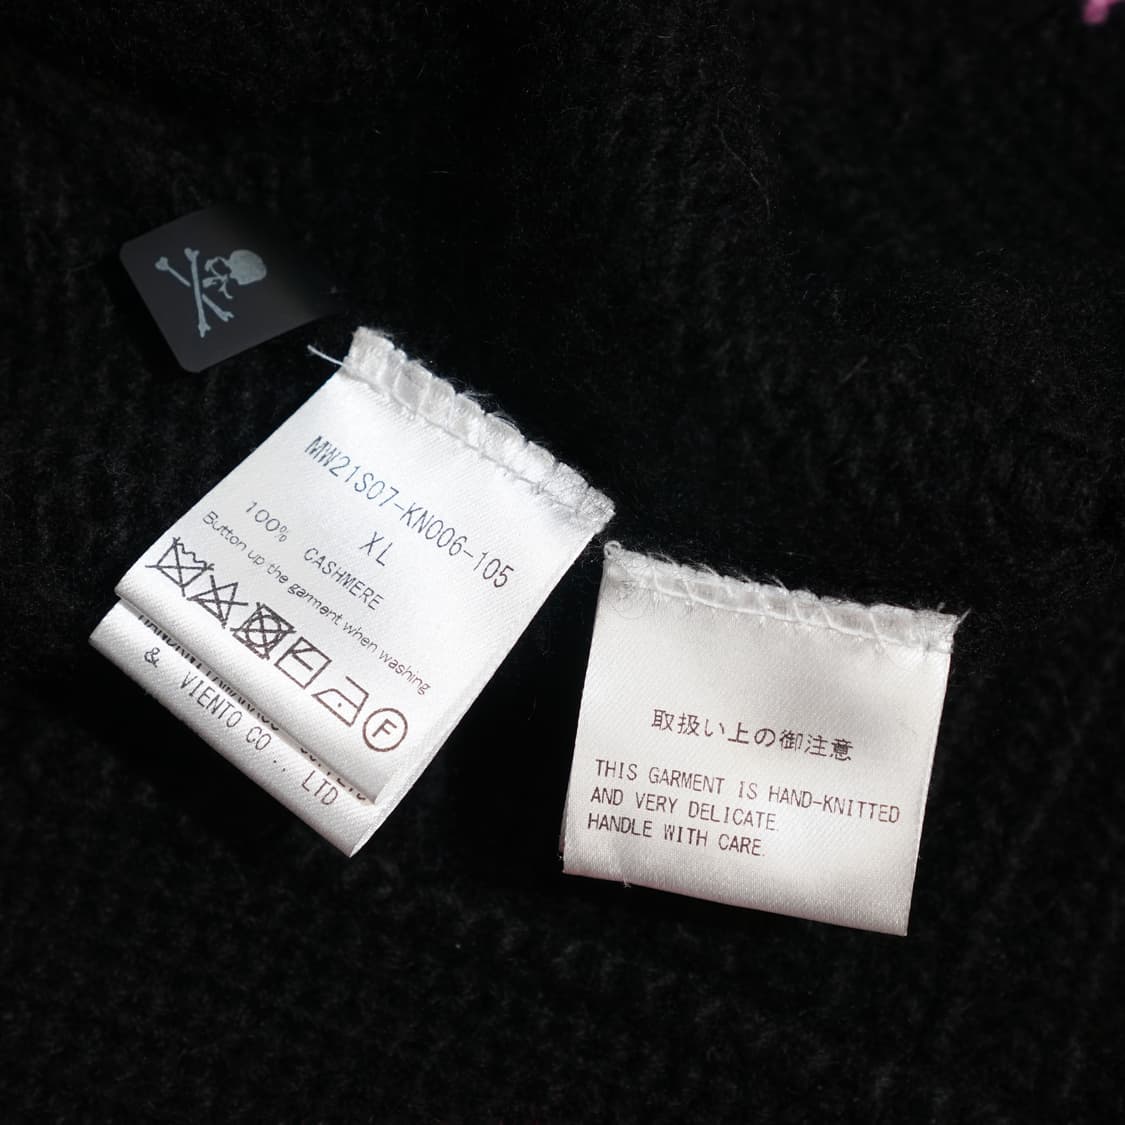 MW21S07-KN006-105
XL
100% CASHMERE
Button up the garment when washing
F
& VIENTO CO., LTD
取扱い上の御注意
THIS GARMENT IS HAND-KNITTED
AND VERY DELICATE.
HANDLE WITH CARE.